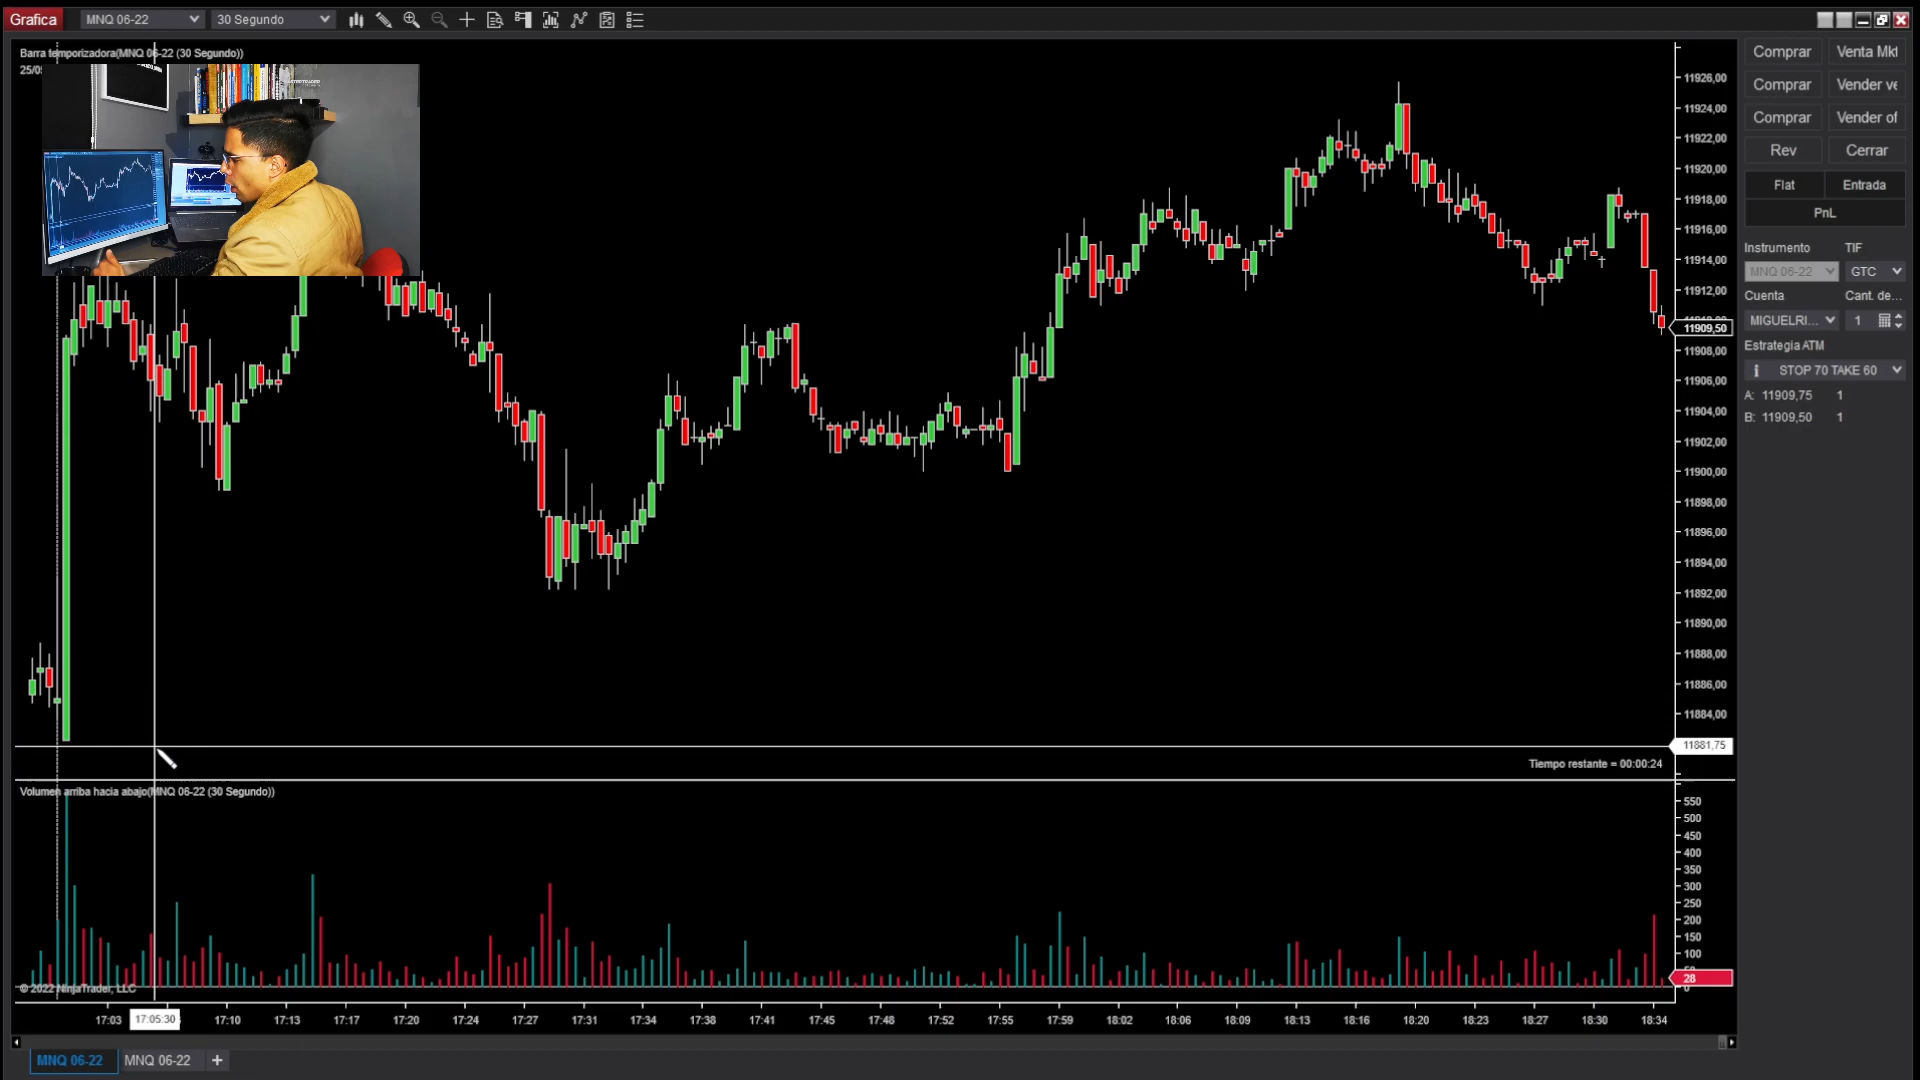 Grafica
MNQ 06-22
30 Segundo
Barra temporizadora(MNQ 06-22 (30 Segundo))
25/05
11926,00
11924,00
11922,00
11920,00
11918,00
11916,00
11914,00
11912,00
11909,50
11908,00
11906,00
11904,00
11902,00
11900,00
11898,00
11896,00
11894,00
11892,00
11890,00
11888,00
11886,00
11884,00
11881,75
Tiempo restante = 00:00:24
Volumen arriba hacia abajo(MNQ 06-22 (30 Segundo))
550
500
450
400
350
300
250
200
150
100
28
0
© 2022 NinjaTrader, LLC
17:03
17:05:30
17:10
17:13
17:17
17:20
17:24
17:27
17:31
17:34
17:38
17:41
17:45
17:48
17:52
17:55
17:59
18:02
18:06
18:09
18:13
18:16
18:20
18:23
18:27
18:30
18:34
MNQ 06-22
MNQ 06-22
+
Comprar
Venta Mkt
Comprar
Vender ve
Comprar
Vender of
Rev
Cerrar
Flat
Entrada
PnL
Instrumento
TIF
MNQ 06-22
GTC
Cuenta
Cant. de...
MIGUELRI...
1
Estrategia ATM
STOP 70 TAKE 60
A: 11909,75 1
B: 11909,50 1